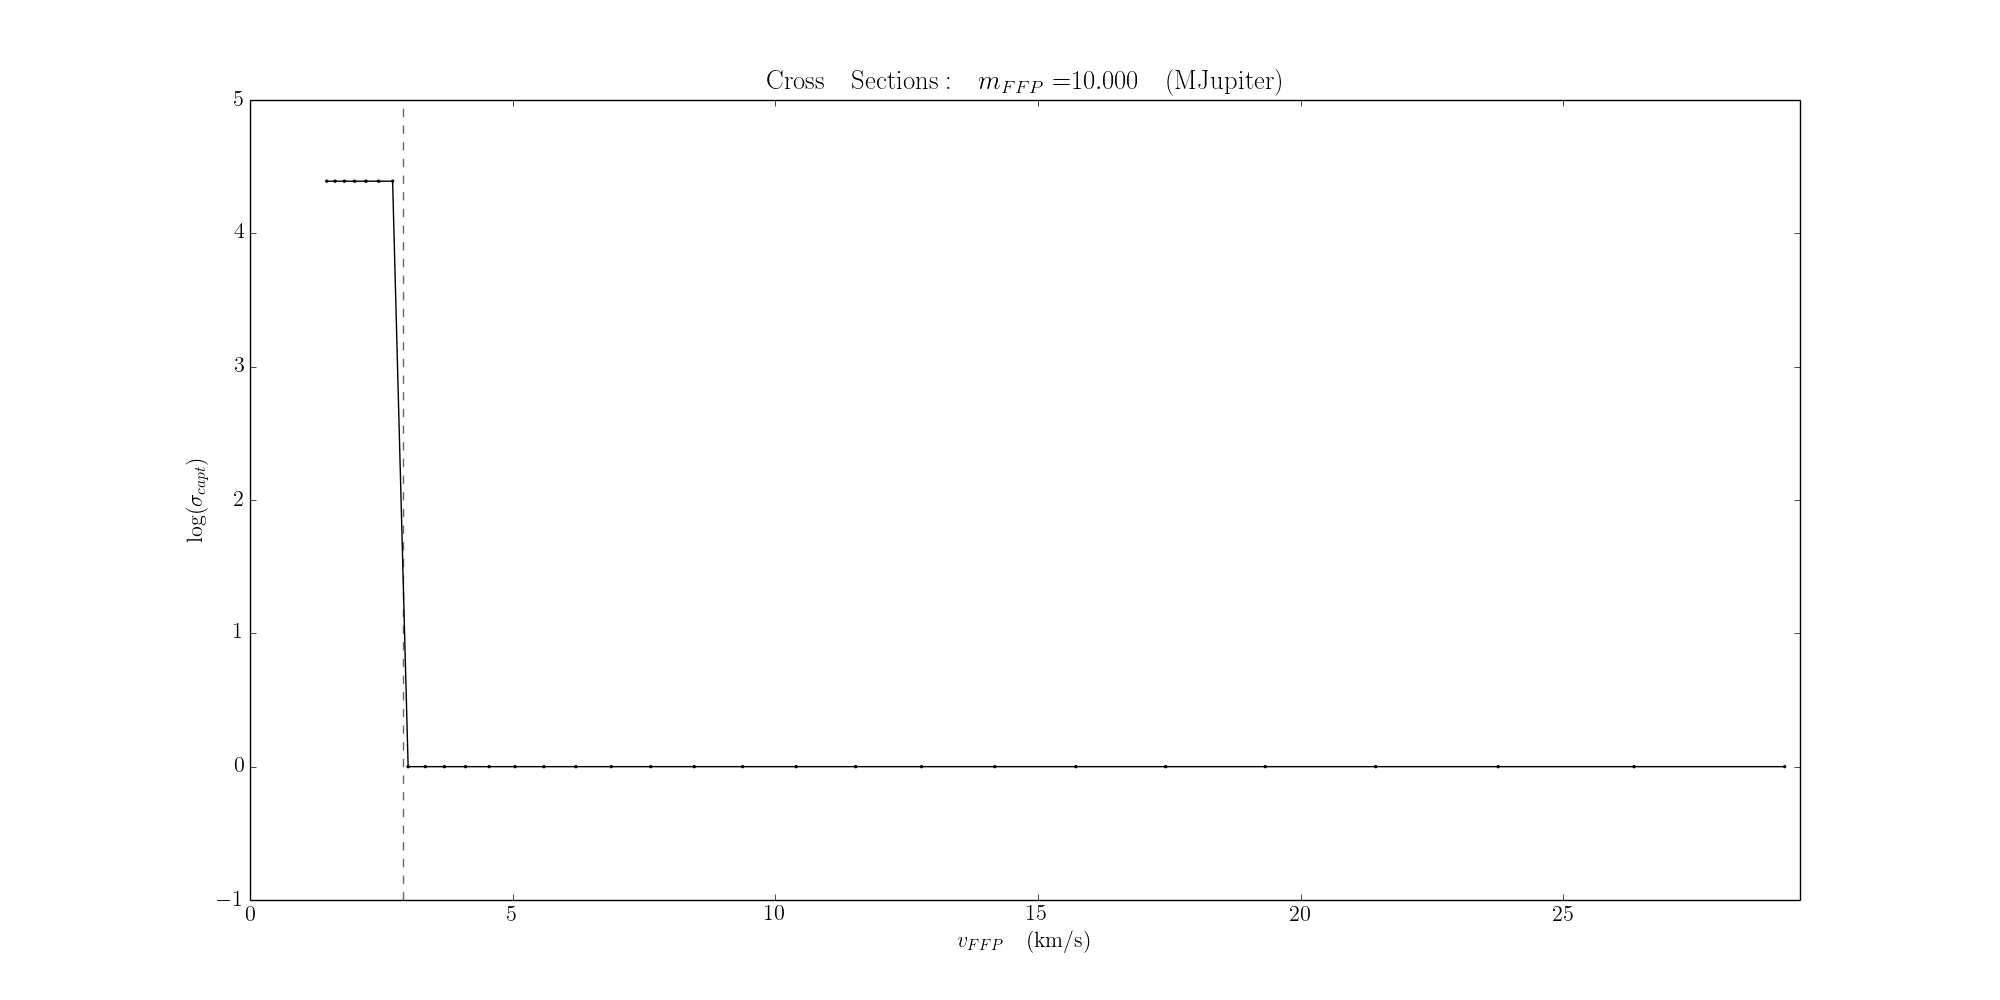 Cross Sections : m_FFP =10.000 (MJupiter)
5
4
3
2
1
0
−1
log(σ_capt)
0 5 10 15 20 25
v_FFP (km/s)